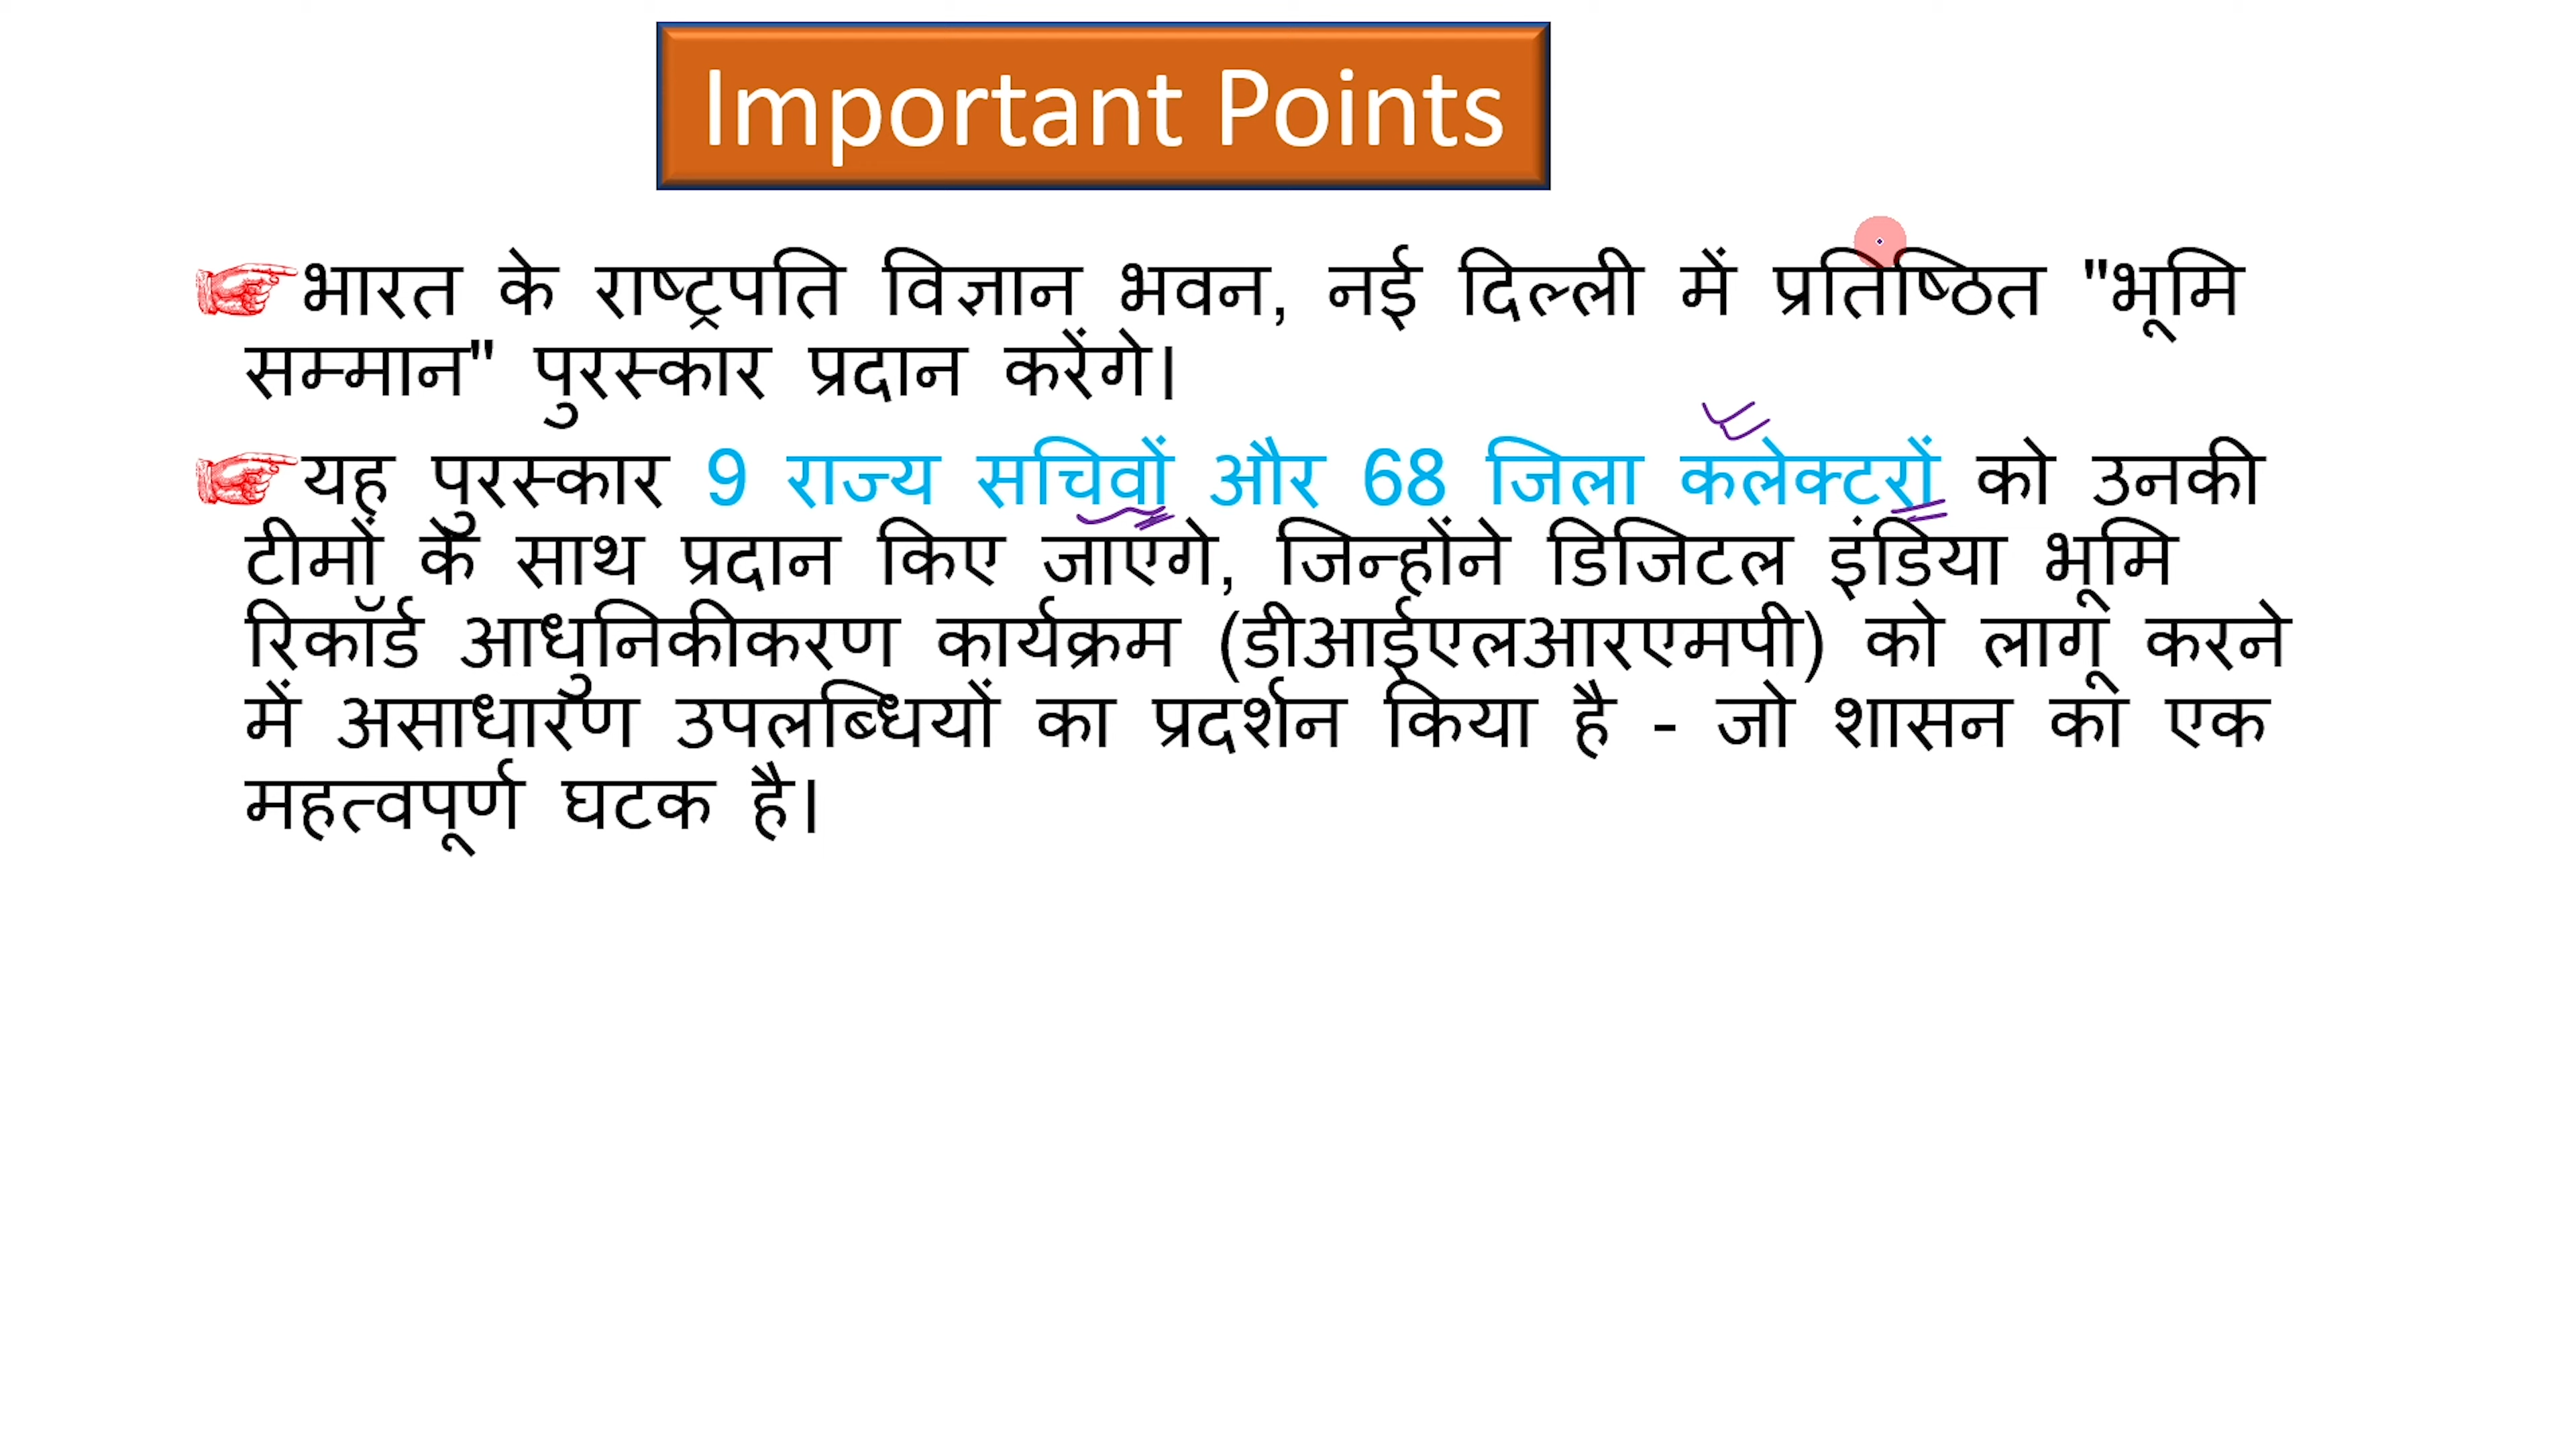 Important Points
भारत के राष्ट्रपति विज्ञान भवन, नई दिल्ली में प्रतिष्ठित "भूमि
सम्मान" पुरस्कार प्रदान करेंगे।
यह पुरस्कार 9 राज्य सचिवों और 68 जिला कलेक्टरों को उनकी
टीमों के साथ प्रदान किए जाएंगे, जिन्होंने डिजिटल इंडिया भूमि
रिकॉर्ड आधुनिकीकरण कार्यक्रम (डीआईएलआरएमपी) को लागू करने
में असाधारण उपलब्धियों का प्रदर्शन किया है - जो शासन का एक
महत्वपूर्ण घटक है।